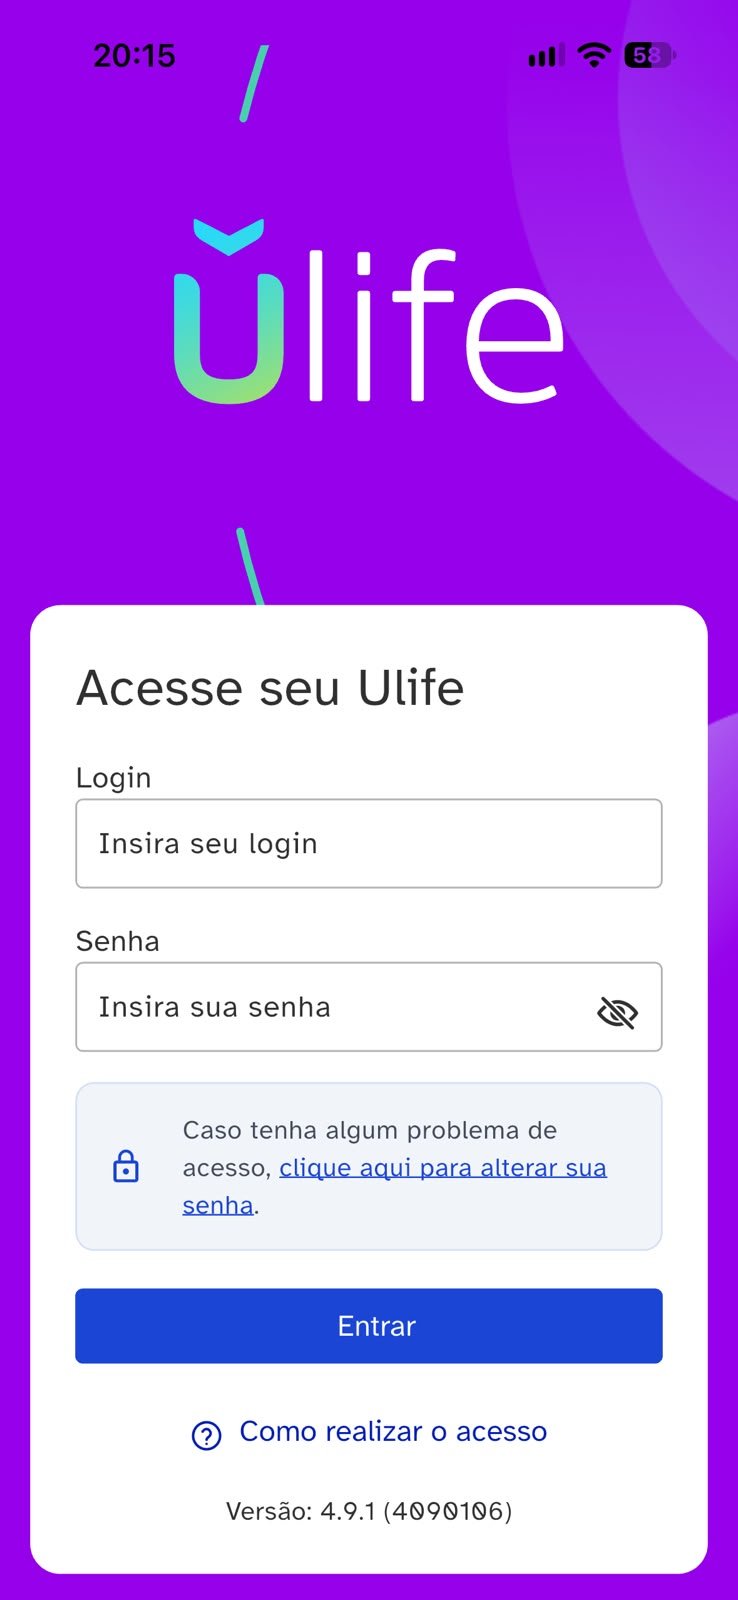 20:15
58
ulife
Acesse seu Ulife
Login
Insira seu login
Senha
Insira sua senha
Caso tenha algum problema de
acesso, clique aqui para alterar sua
senha.
Entrar
Como realizar o acesso
Versão: 4.9.1 (4090106)